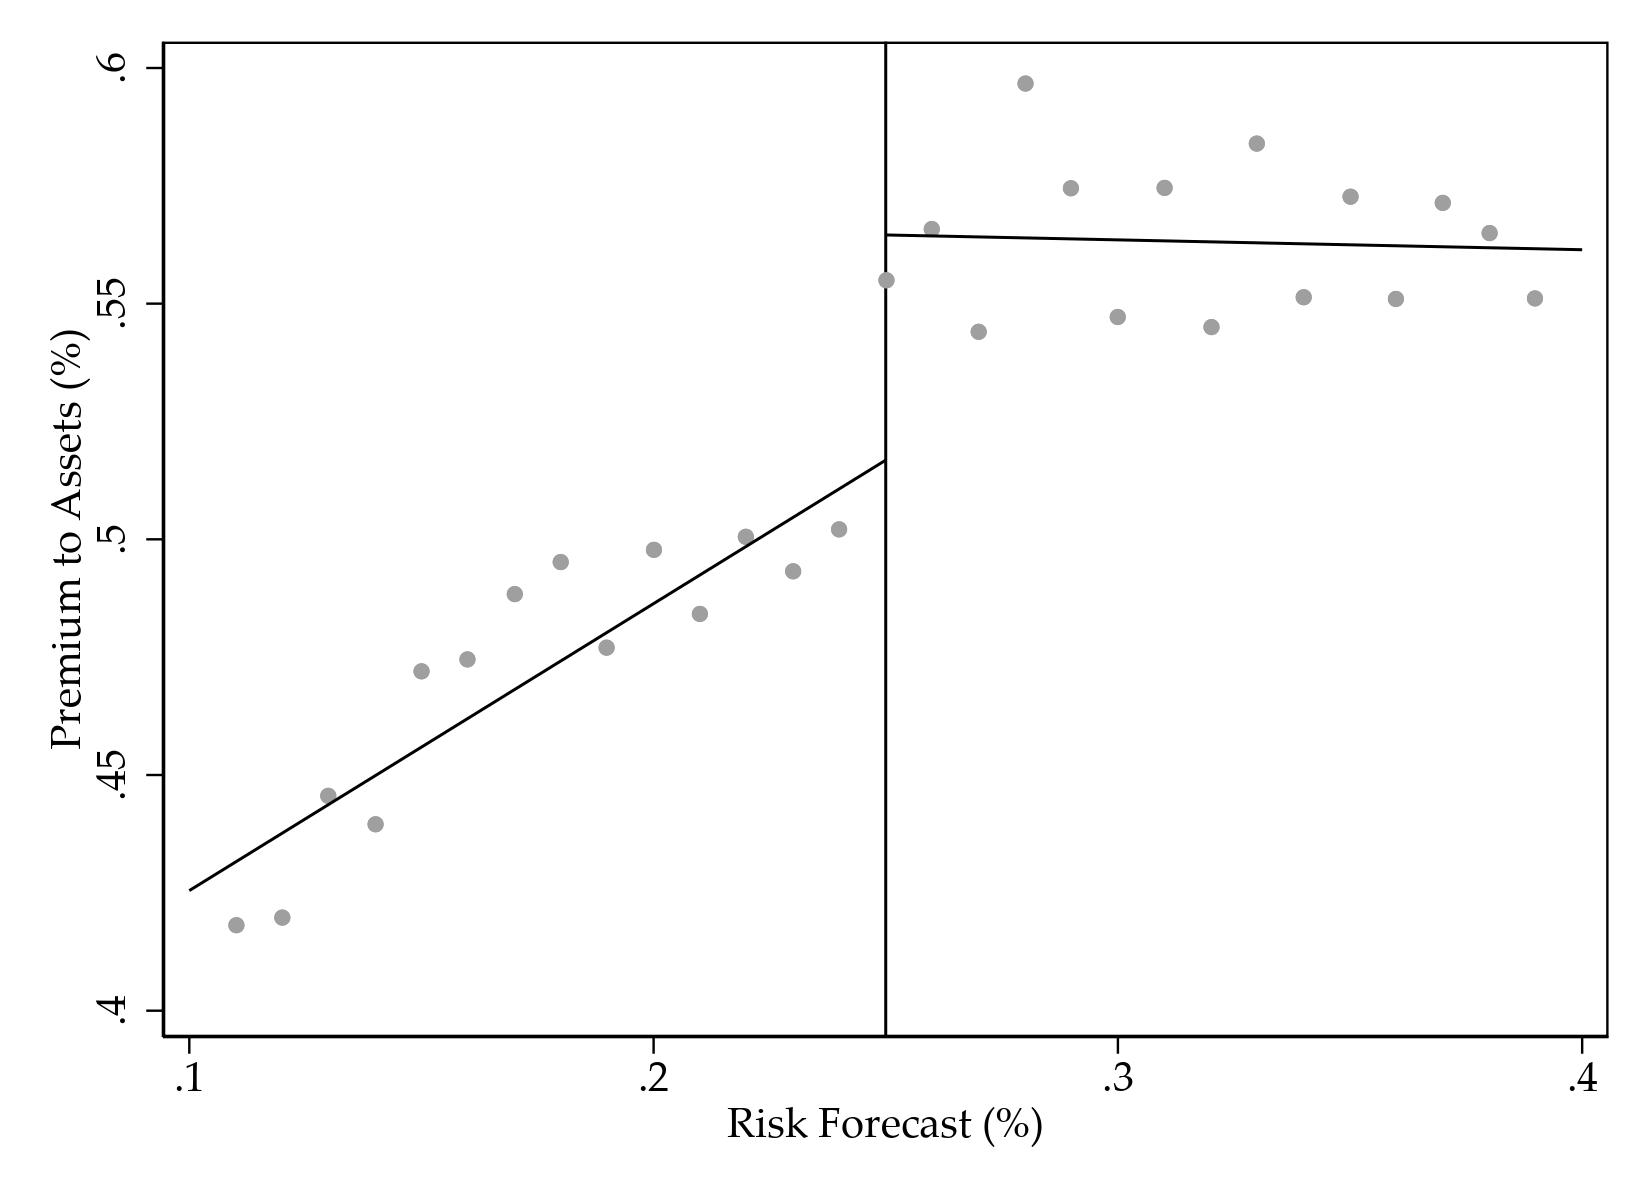 Premium to Assets (%)
.6
.55
.5
.45
.4
.1 .2 .3 .4
Risk Forecast (%)